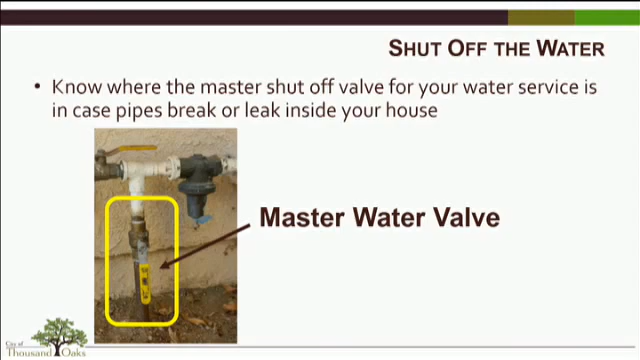 SHUT OFF THE WATER
• Know where the master shut off valve for your water service is
in case pipes break or leak inside your house
Master Water Valve
City of
Thousand Oaks